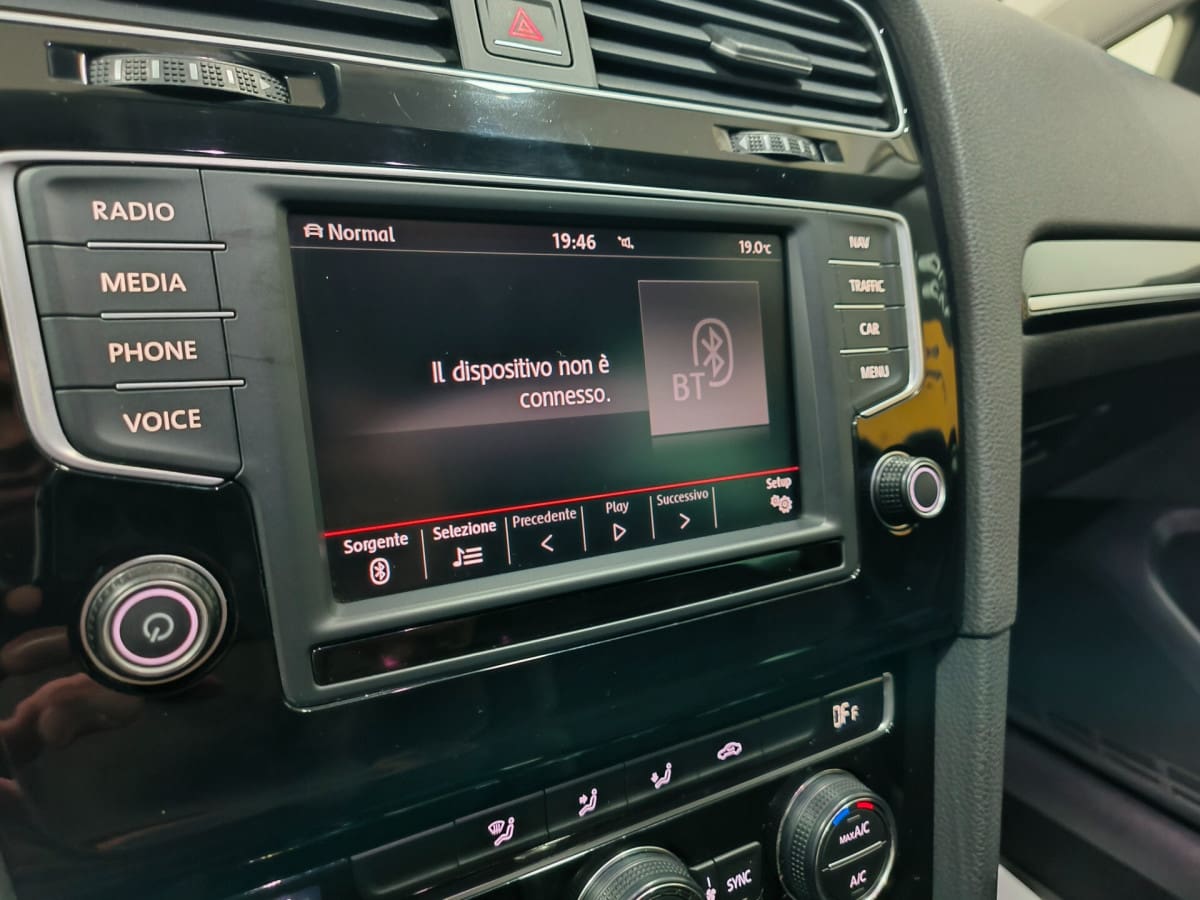 RADIO
MEDIA
PHONE
VOICE
Normal
19:46
19.0°C
Il dispositivo non è
connesso.
BT
Sorgente
Selezione
Precedente
Play
Successivo
Setup
NAV
TRAFFIC
CAR
MENU
OFF
SYNC
MAX A/C
A/C